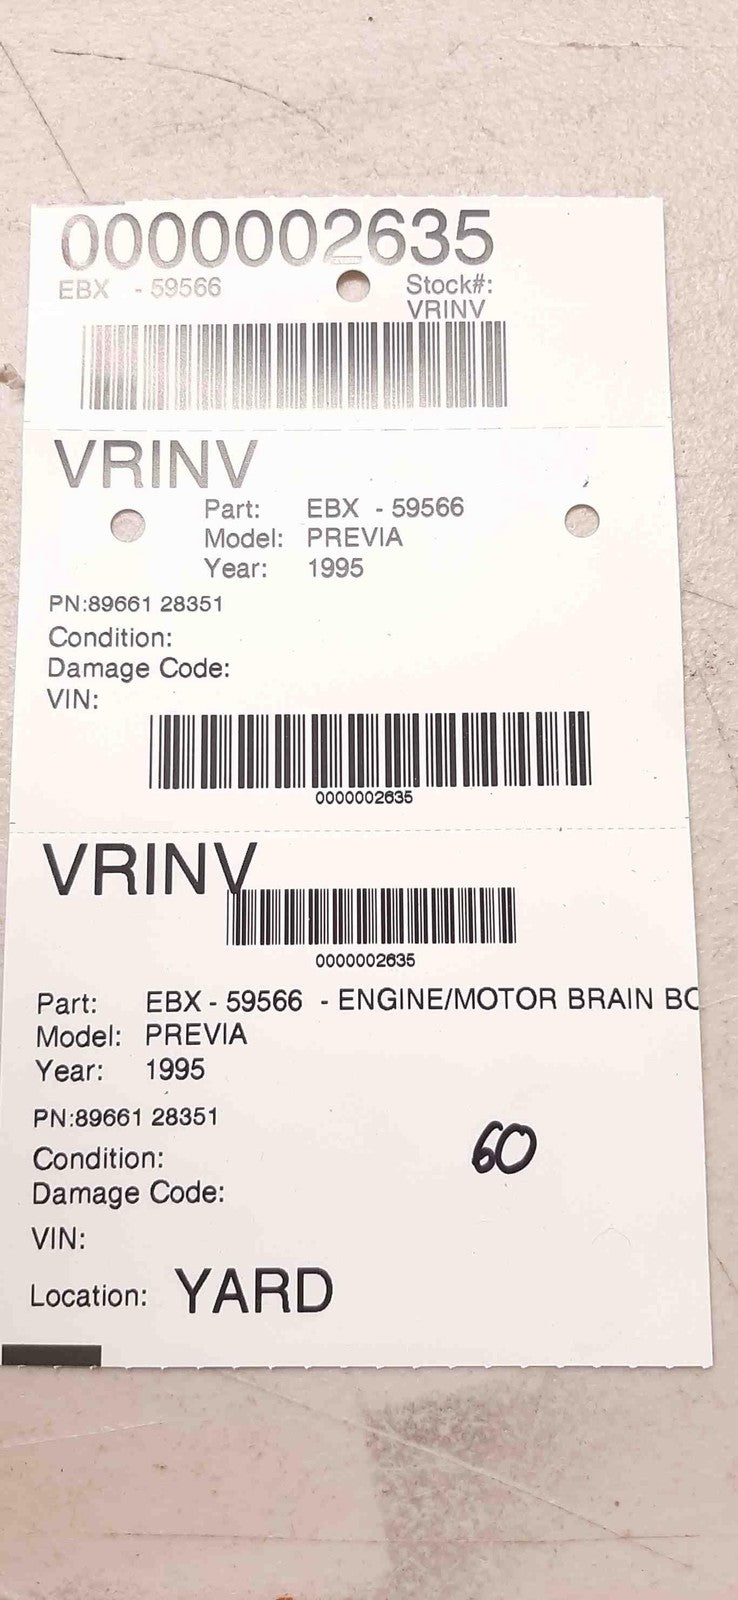 0000002635
EBX - 59566
Stock#:
VRINV
VRINV
Part: EBX - 59566
Model: PREVIA
Year: 1995
PN:89661 28351
Condition:
Damage Code:
VIN:
0000002635
VRINV
0000002635
Part: EBX - 59566 - ENGINE/MOTOR BRAIN BO
Model: PREVIA
Year: 1995
PN:89661 28351
60
Condition:
Damage Code:
VIN:
Location: YARD